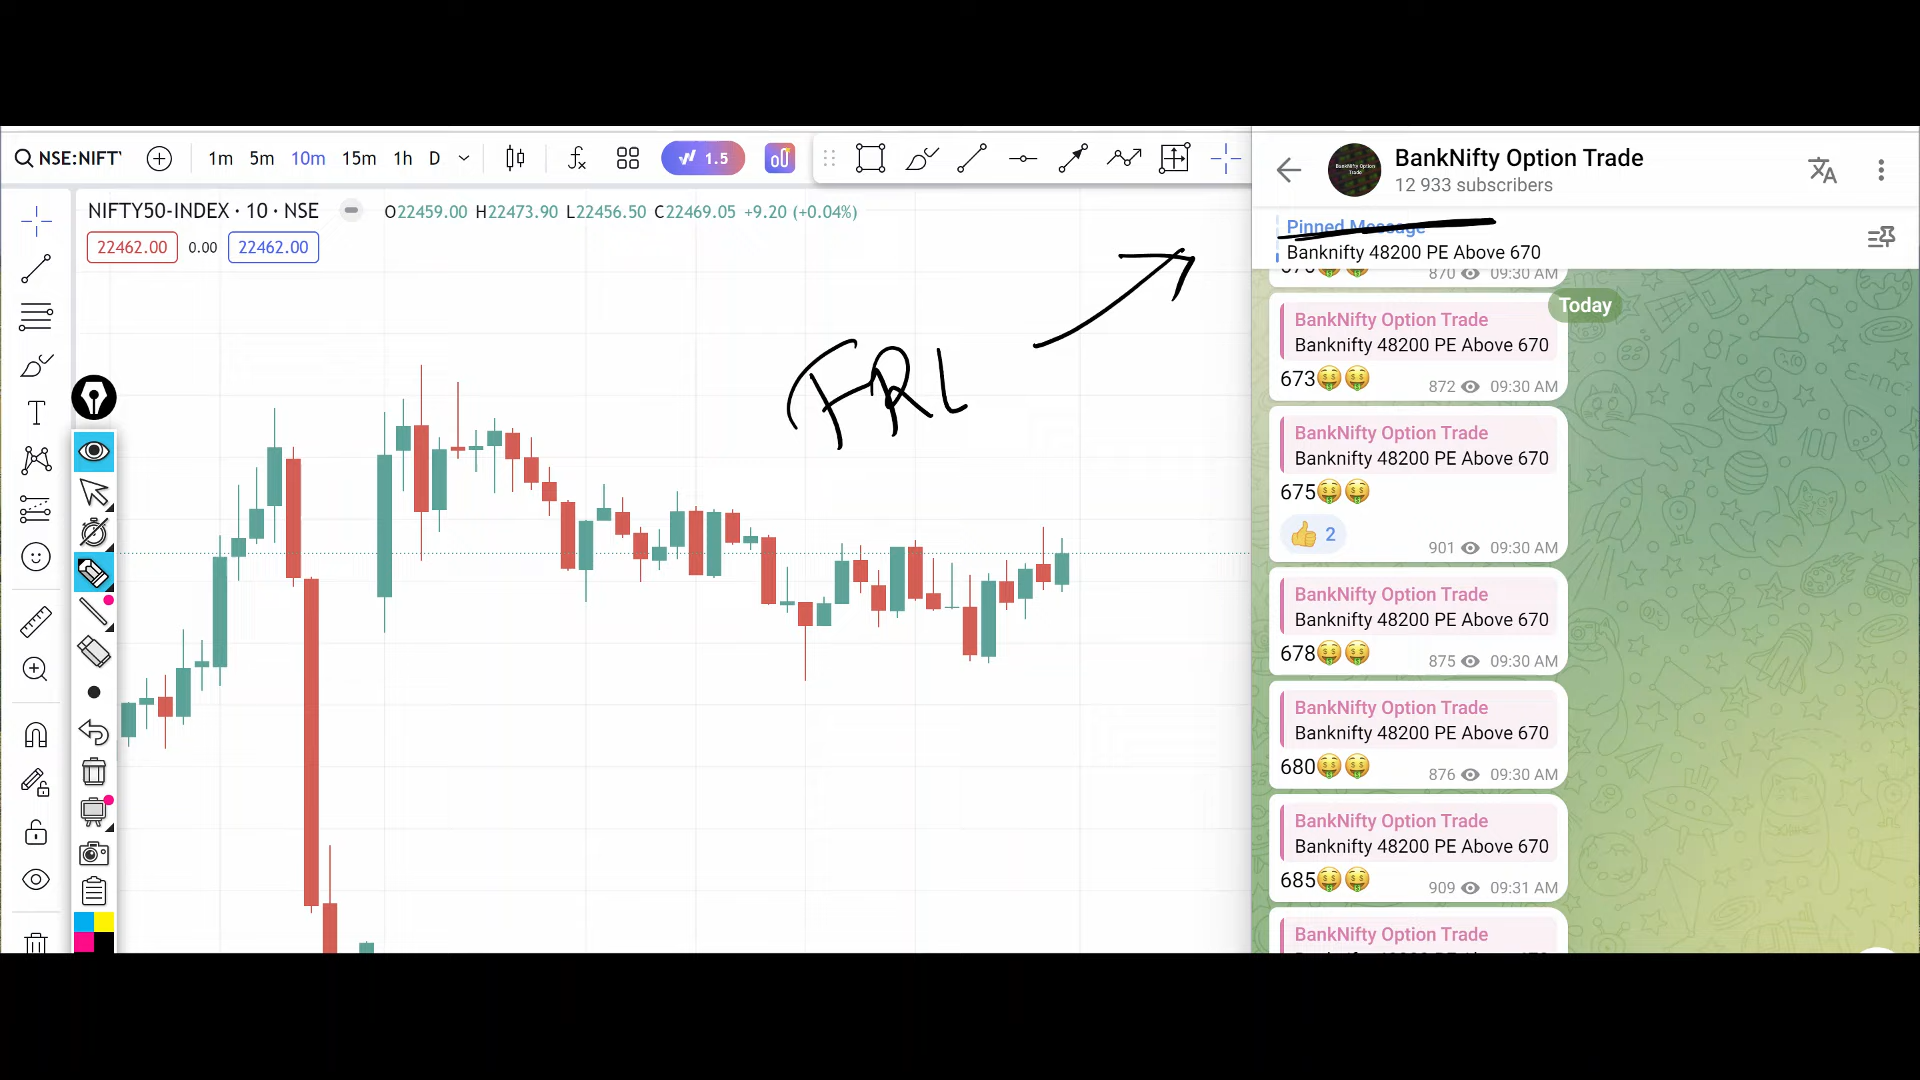 NSE:NIFT
1m 5m 10m 15m 1h D
1.5
NIFTY50-INDEX · 10 · NSE
O22459.00 H22473.90 L22456.50 C22469.05 +9.20 (+0.04%)
22462.00 0.00 22462.00
FRI
BankNifty Option Trade
12 933 subscribers
Pinned Message
Banknifty 48200 PE Above 670
870 09:30 AM
Today
BankNifty Option Trade
Banknifty 48200 PE Above 670
673🤑🤑 872 09:30 AM
BankNifty Option Trade
Banknifty 48200 PE Above 670
675🤑🤑
👍 2 901 09:30 AM
BankNifty Option Trade
Banknifty 48200 PE Above 670
678🤑🤑 875 09:30 AM
BankNifty Option Trade
Banknifty 48200 PE Above 670
680🤑🤑 876 09:30 AM
BankNifty Option Trade
Banknifty 48200 PE Above 670
685🤑🤑 909 09:31 AM
BankNifty Option Trade